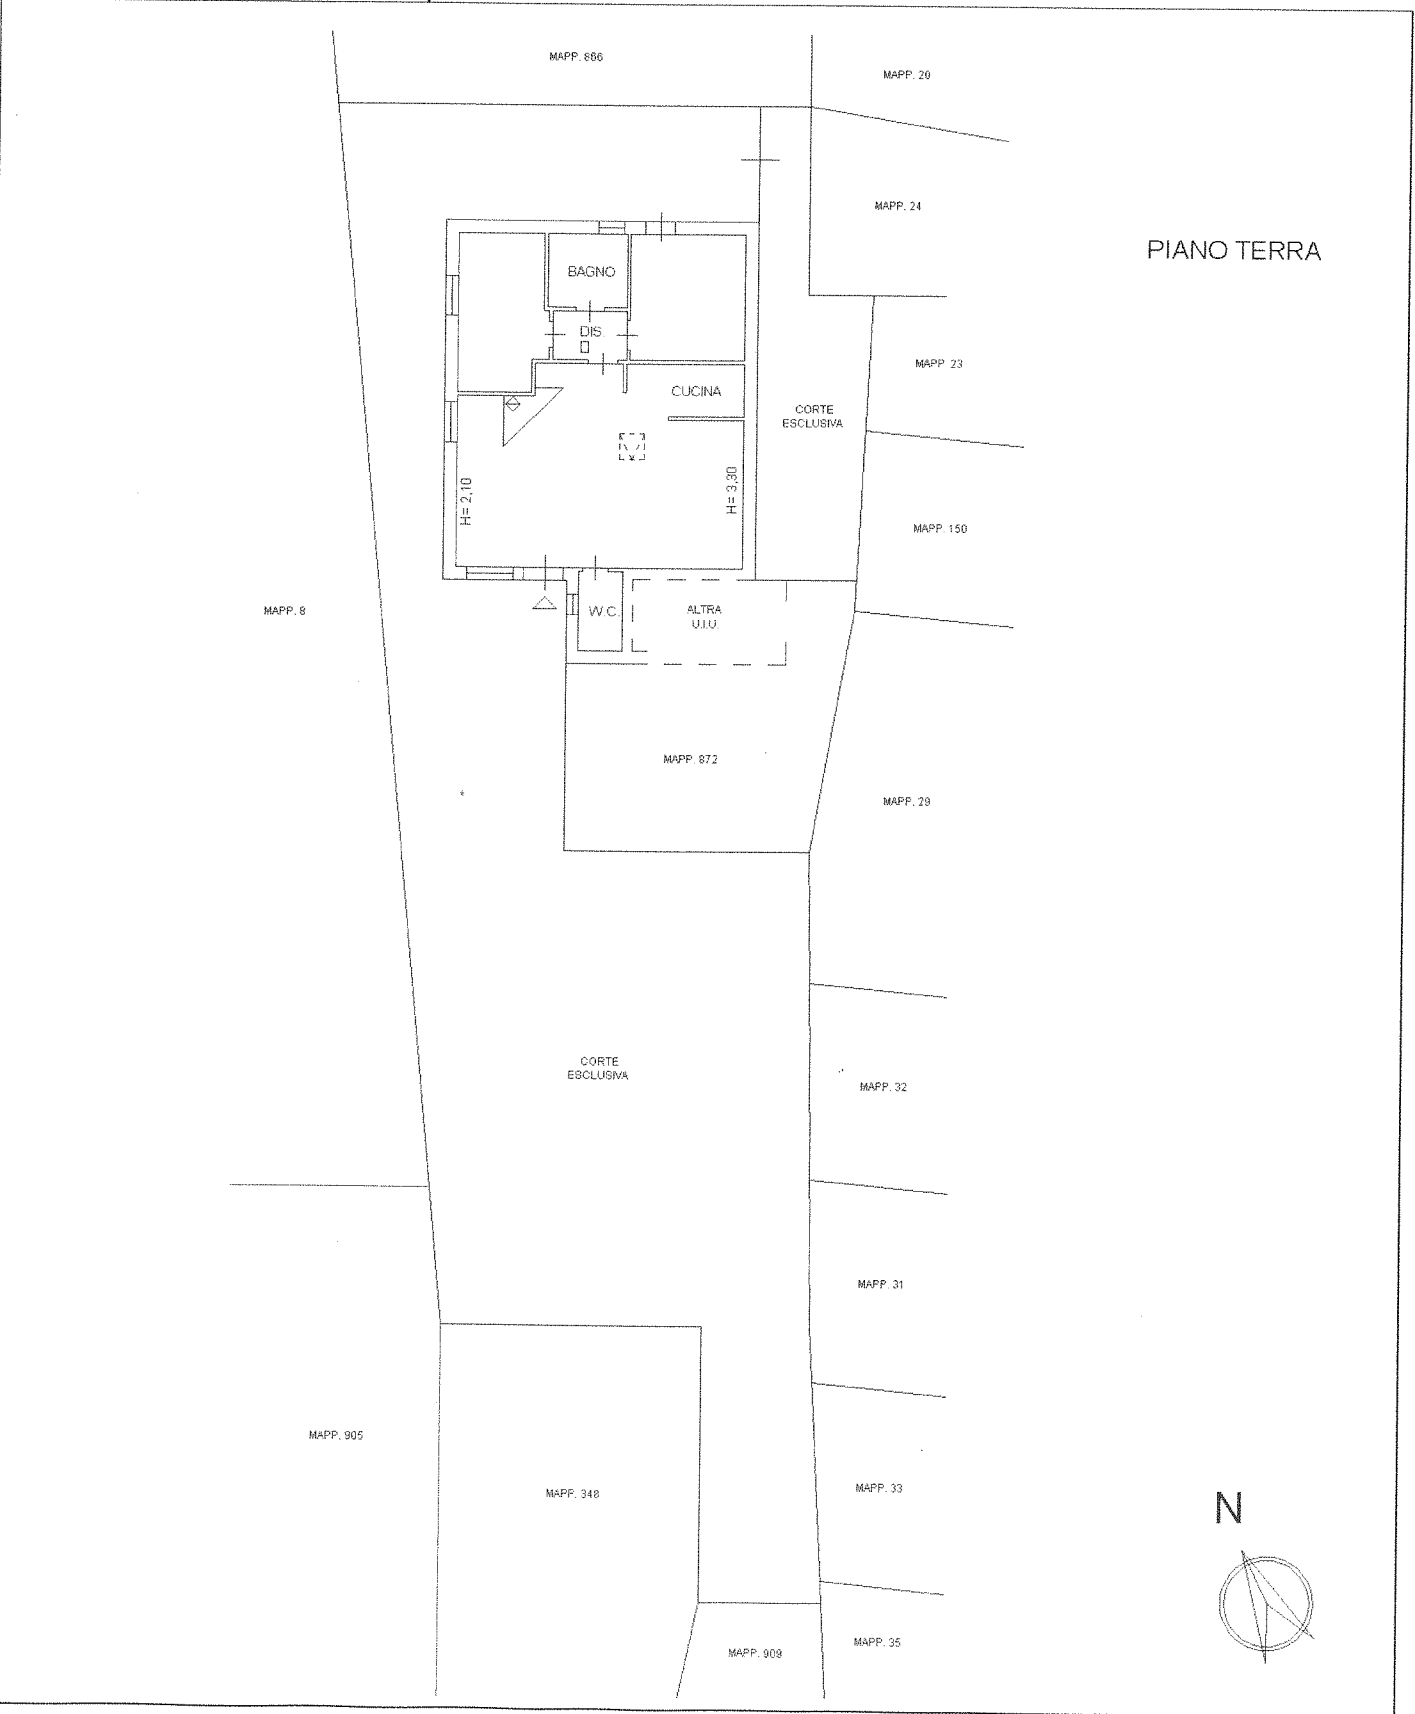 MAPP. 866
MAPP. 20
MAPP. 24
PIANO TERRA
BAGNO
DIS.
MAPP. 23
CUCINA
CORTE
ESCLUSIVA
H= 2,10
H= 3,30
MAPP. 150
MAPP. 8
W.C.
ALTRA
U.I.U.
MAPP. 872
MAPP. 29
CORTE
ESCLUSIVA
MAPP. 32
MAPP. 31
MAPP. 905
MAPP. 348
MAPP. 33
N
MAPP. 35
MAPP. 909